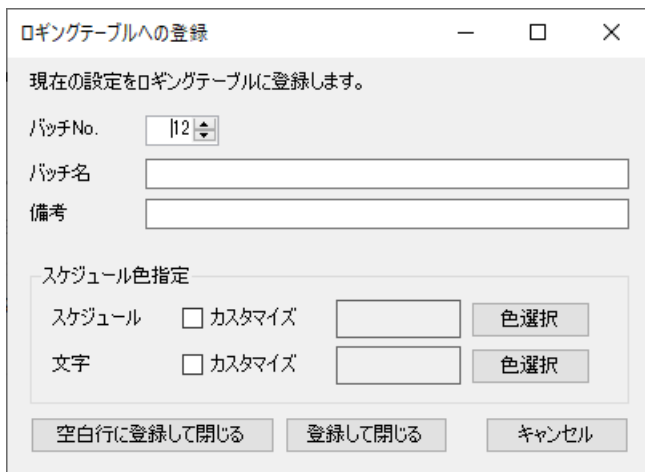 ロギングテーブルへの登録
現在の設定をロギングテーブルに登録します。
バッチNo. 12
バッチ名
備考
スケジュール色指定
スケジュール カスタマイズ 色選択
文字 カスタマイズ 色選択
空白行に登録して閉じる 登録して閉じる キャンセル